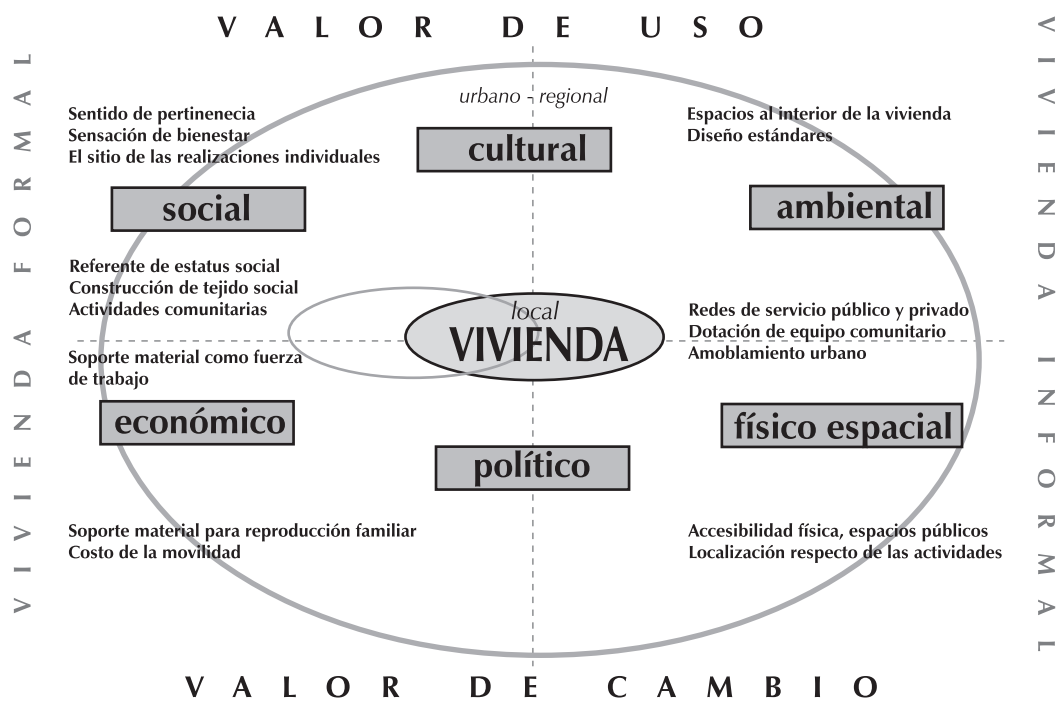 VALOR DE USO
VIVIENDA FORMAL
VIVIENDA INFORMAL
urbano - regional
Sentido de pertinenecia
Sensación de bienestar
El sitio de las realizaciones individuales
cultural
Espacios al interior de la vivienda
Diseño estándares
social
ambiental
Referente de estatus social
Construcción de tejido social
Actividades comunitarias
local
VIVIENDA
Redes de servicio público y privado
Dotación de equipo comunitario
Amoblamiento urbano
Soporte material como fuerza
de trabajo
económico
político
físico espacial
Soporte material para reproducción familiar
Costo de la movilidad
Accesibilidad física, espacios públicos
Localización respecto de las actividades
VALOR DE CAMBIO